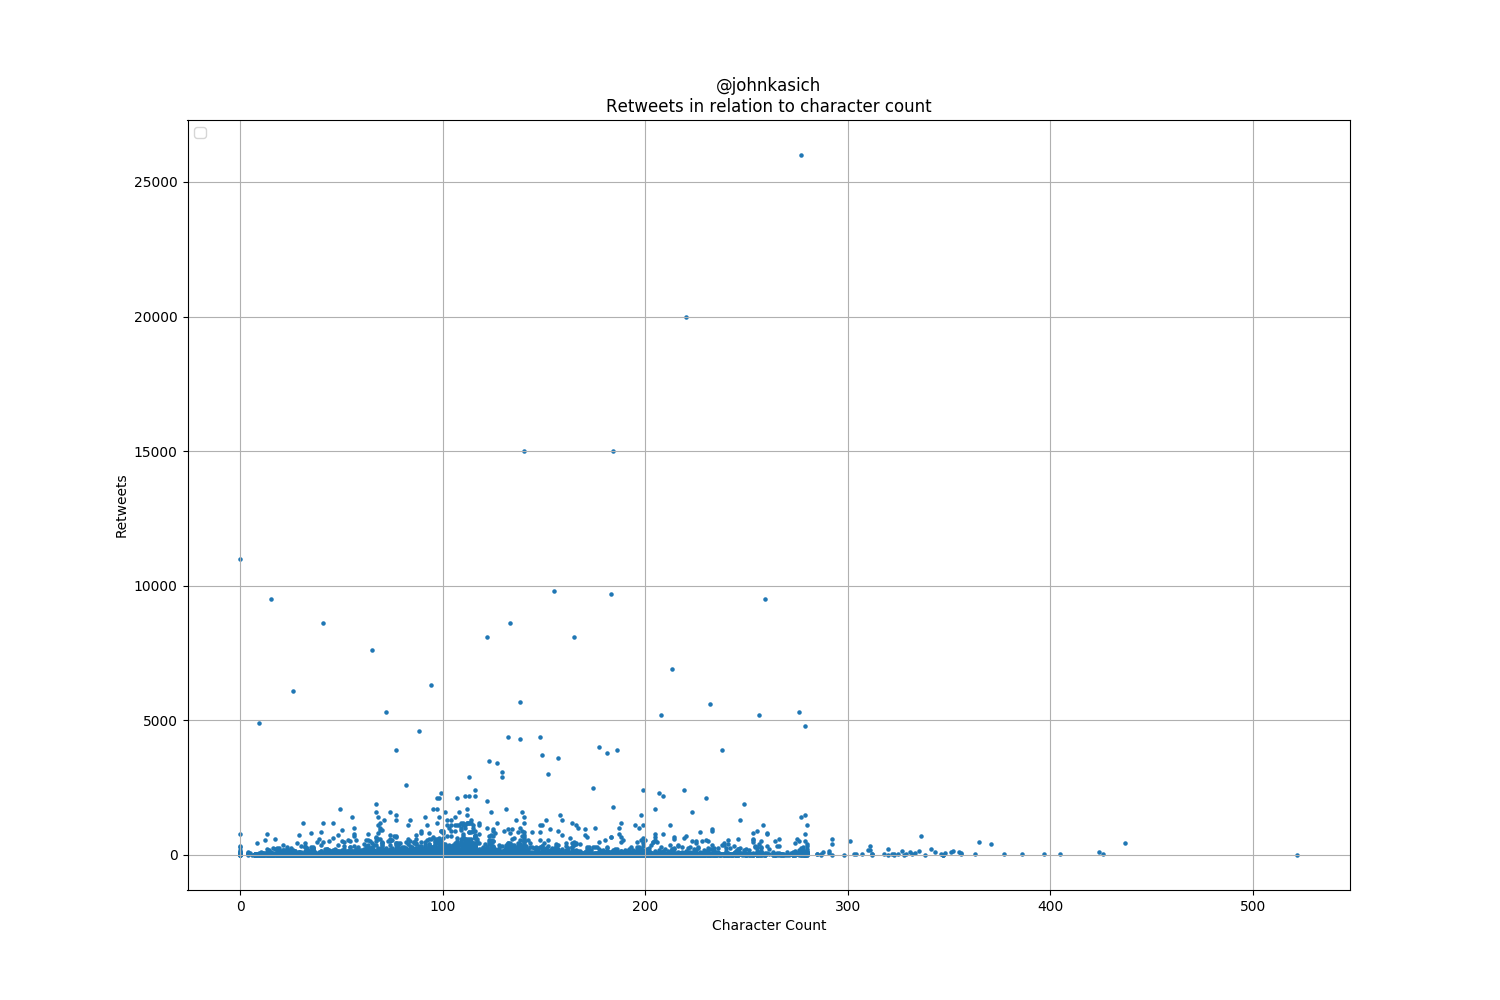 @johnkasich
Retweets in relation to character count
25000
20000
15000
10000
5000
0
Retweets
0 100 200 300 400 500
Character Count